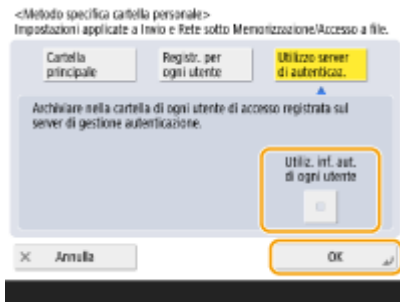 <Metodo specifica cartella personale>
Impostazioni applicate a Invio e Rete sotto Memorizzazione/Accesso a file.
Cartella principale
Registr. per ogni utente
Utilizzo server di autenticaz.
Archiviare nella cartella di ogni utente di accesso registrata sul
server di gestione autenticazione.
Utiliz. inf. aut.
di ogni utente
Annulla
OK